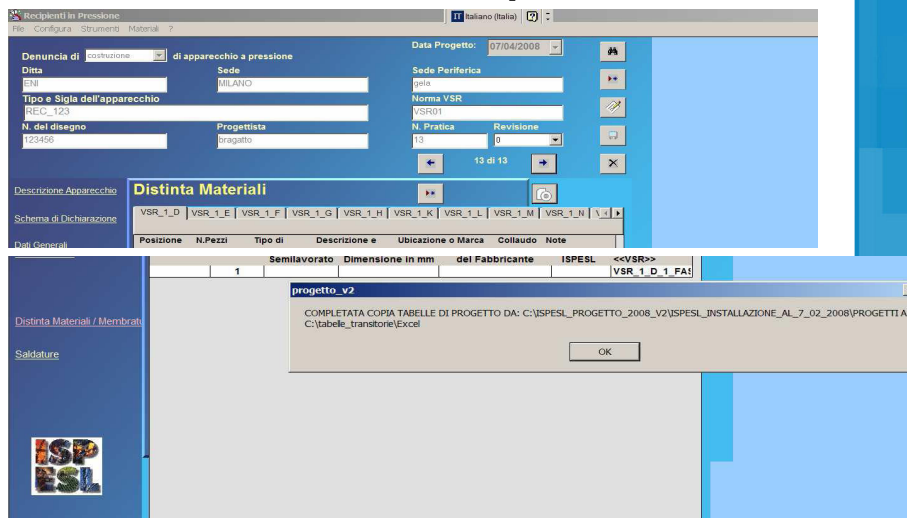 Recipienti in Pressione
IT Italiano (Italia)
File Configura Strumenti Materiali ?
Denuncia di costruzione di apparecchio a pressione
Data Progetto: 07/04/2008
Ditta Sede Sede Periferica
ENI MILANO gela
Tipo e Sigla dell'apparecchio Norma VSR
REC_123 VSR01
N. del disegno Progettista N. Pratica Revisione
123456 bragatto 13 0
13 di 13
Descrizione Apparecchio
Distinta Materiali
Schema di Dichiarazione
VSR_1_D VSR_1_E VSR_1_F VSR_1_G VSR_1_H VSR_1_K VSR_1_L VSR_1_M VSR_1_N
Dati Generali
Posizione N.Pezzi Tipo di Descrizione e Ubicazione o Marca Collaudo Note
Semilavorato Dimensione in mm del Fabbricante ISPESL <<VSR>>
1 VSR_1_D_1_FAS
progetto_v2
COMPLETATA COPIA TABELLE DI PROGETTO DA: C:\ISPESL_PROGETTO_2008_V2\ISPESL_INSTALLAZIONE_AL_7_02_2008\PROGETTI A
C:\tabelle_transitorie\Excel
OK
Distinta Materiali / Membratu
Saldature
ISP
ESL